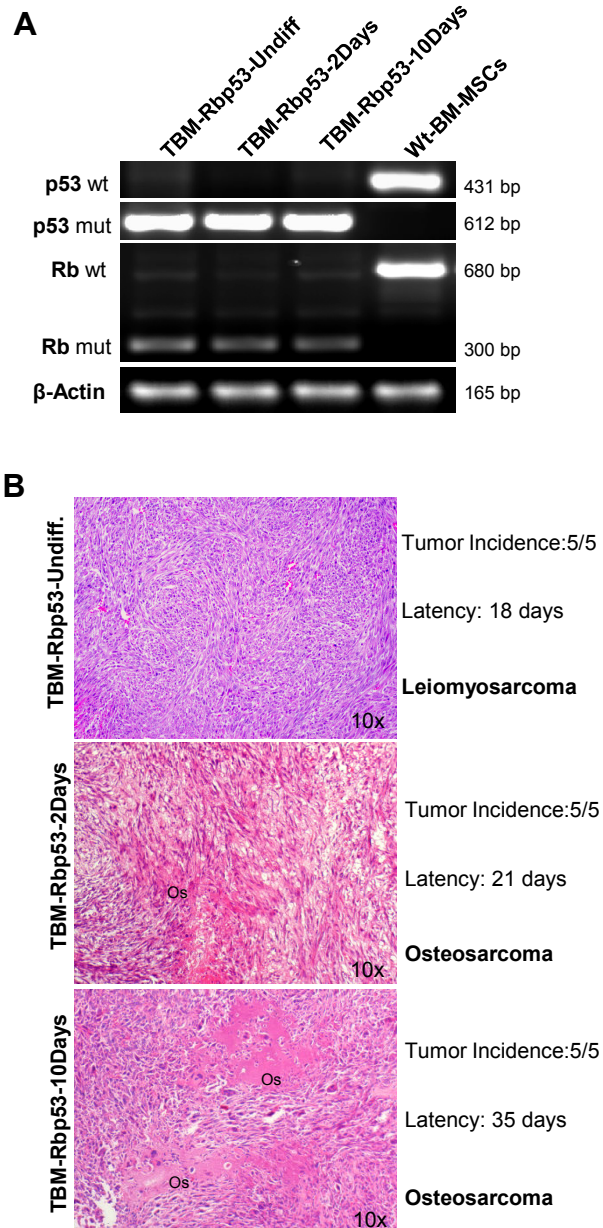 A
TBM-Rbp53-Undiff
TBM-Rbp53-2Days
TBM-Rbp53-10Days
Wt-BM-MSCs
p53 wt
431 bp
p53 mut
612 bp
Rb wt
680 bp
Rb mut
300 bp
β-Actin
165 bp
B
TBM-Rbp53-Undiff.
Tumor Incidence:5/5
Latency: 18 days
Leiomyosarcoma
10x
TBM-Rbp53-2Days
Tumor Incidence:5/5
Latency: 21 days
Os
Osteosarcoma
10x
TBM-Rbp53-10Days
Tumor Incidence:5/5
Os
Latency: 35 days
Os
Osteosarcoma
10x